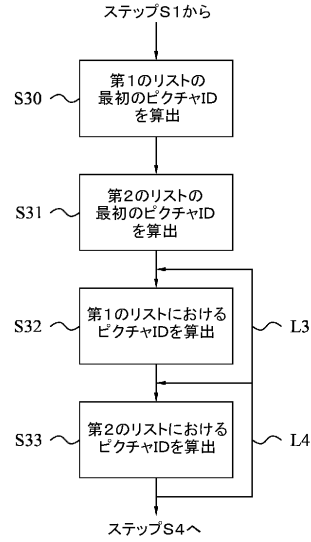 ステップS1から
S30
第1のリストの
最初のピクチャID
を算出
S31
第2のリストの
最初のピクチャID
を算出
S32
第1のリストにおける
ピクチャIDを算出
L3
S33
第2のリストにおける
ピクチャIDを算出
L4
ステップS4へ